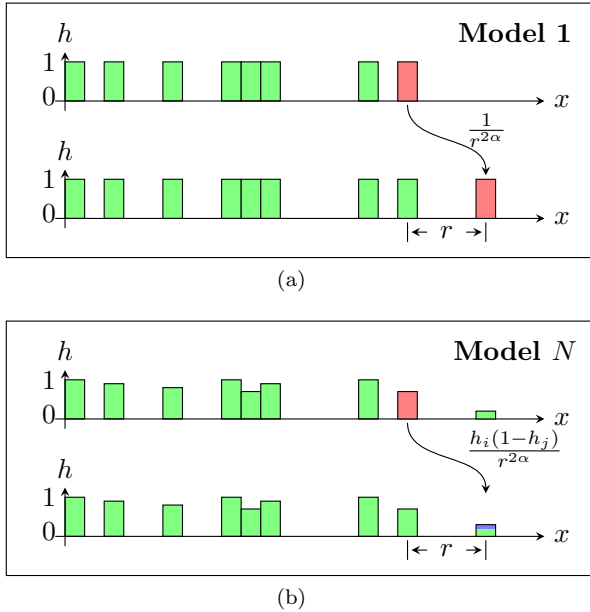 h
Model 1
1
0
x
1/r^{2α}
1
0
x
r
(a)
h
Model N
1
0
x
h_i(1−h_j)/r^{2α}
h
1
0
x
r
(b)